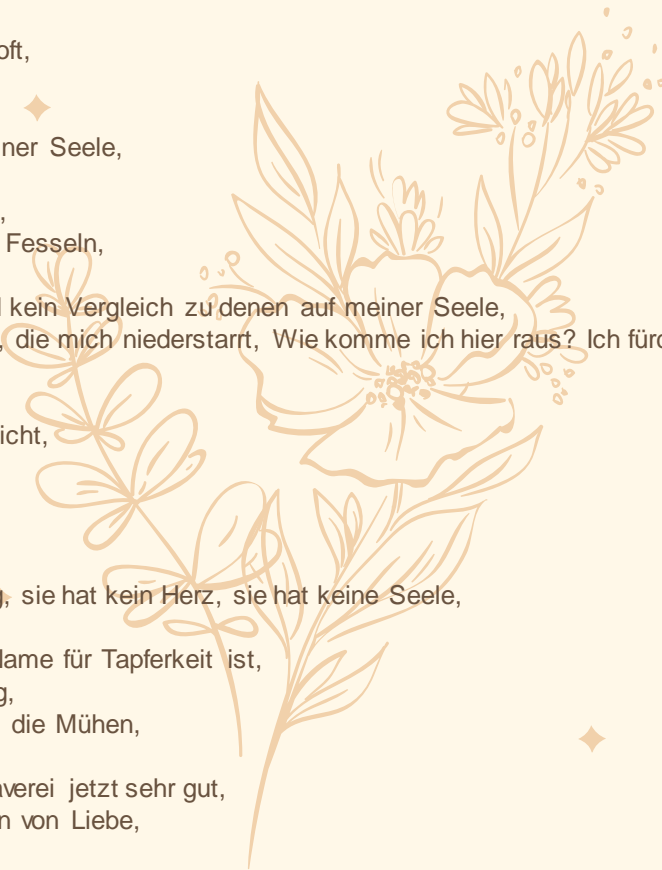 oft,
ner Seele,
,
Fesseln,
kein Vergleich zu denen auf meiner Seele,
, die mich niederstarrt, Wie komme ich hier raus? Ich fürc
icht,
, sie hat kein Herz, sie hat keine Seele,
Name für Tapferkeit ist,
g,
die Mühen,
averei jetzt sehr gut,
n von Liebe,